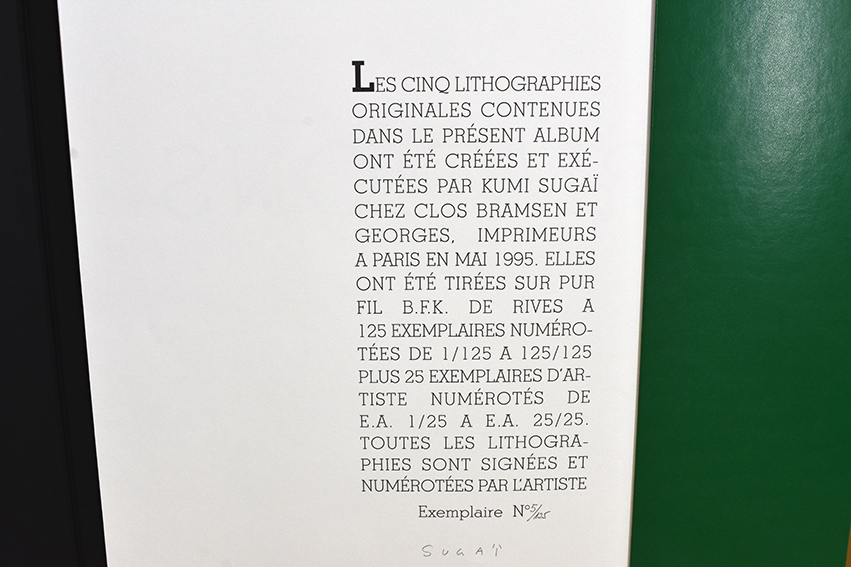 LES CINQ LITHOGRAPHIES
ORIGINALES CONTENUES
DANS LE PRÉSENT ALBUM
ONT ÉTÉ CRÉÉES ET EXÉ-
CUTÉES PAR KUMI SUGAÏ
CHEZ CLOS BRAMSEN ET
GEORGES, IMPRIMEURS
A PARIS EN MAI 1995. ELLES
ONT ÉTÉ TIRÉES SUR PUR
FIL B.F.K. DE RIVES A
125 EXEMPLAIRES NUMÉRO-
TÉES DE 1/125 A 125/125
PLUS 25 EXEMPLAIRES D'AR-
TISTE NUMÉROTÉS DE
E.A. 1/25 A E.A. 25/25.
TOUTES LES LITHOGRA-
PHIES SONT SIGNÉES ET
NUMÉROTÉES PAR L'ARTISTE
Exemplaire N° 5/125
SUGAÏ